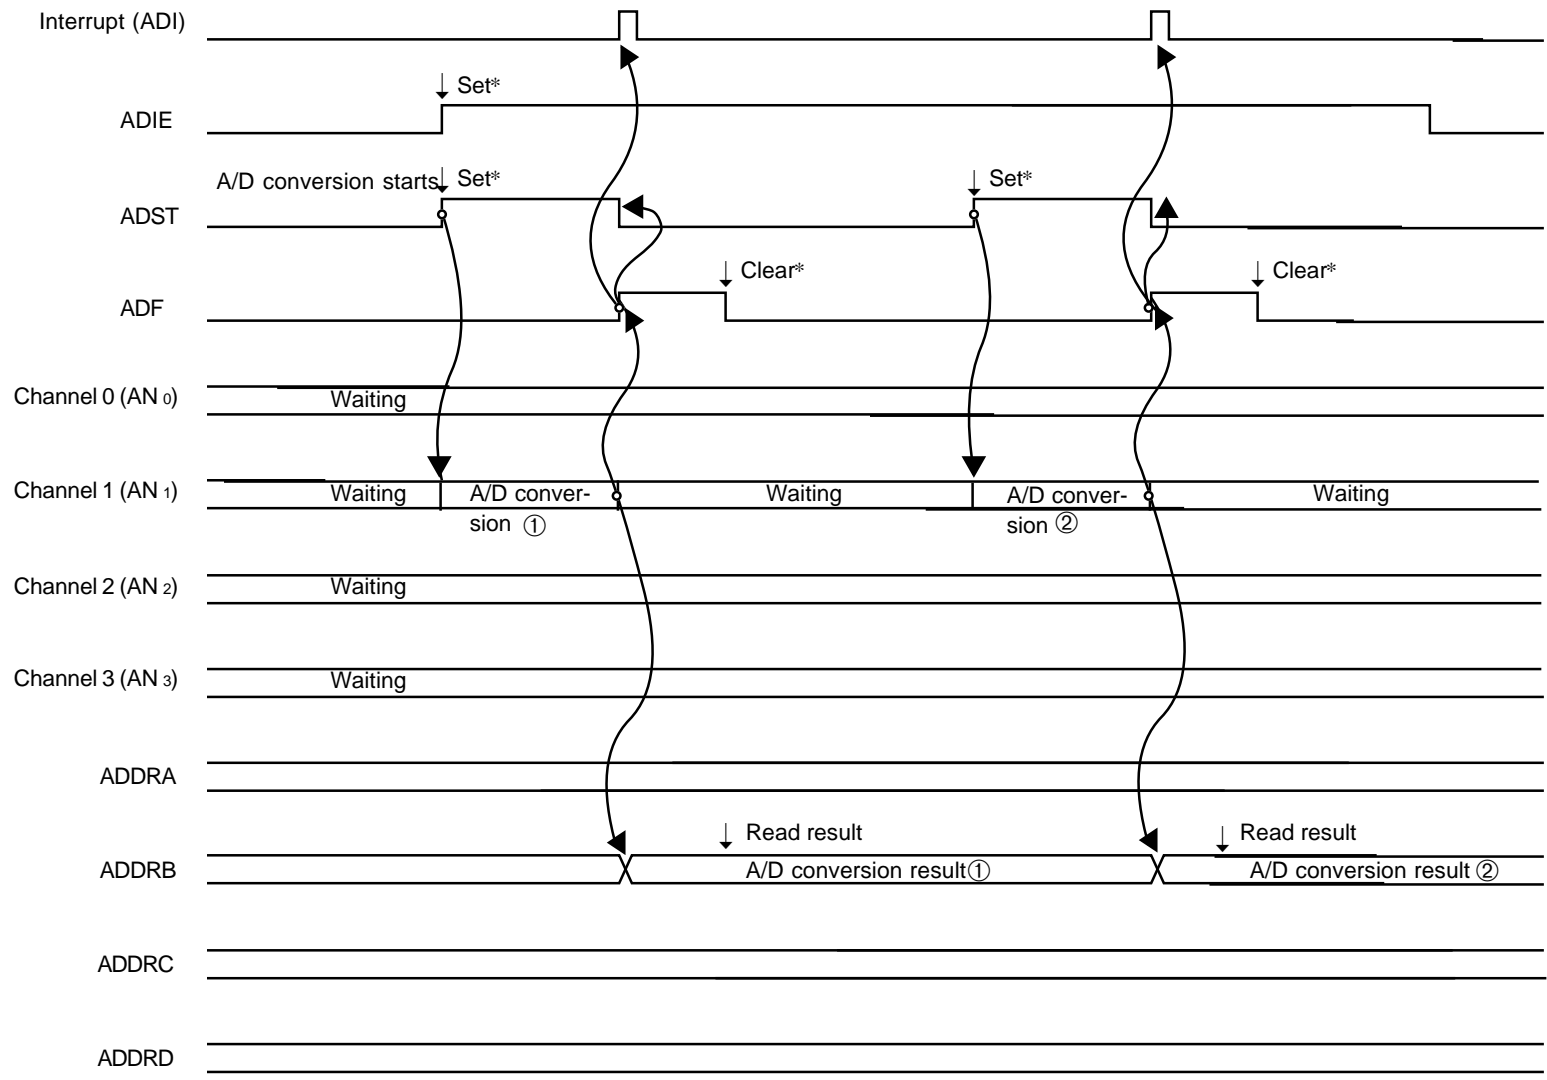 Interrupt (ADI)
↓ Set*
ADIE
A/D conversion starts ↓ Set* ↓ Set*
ADST
↓ Clear* ↓ Clear*
ADF
Channel 0 (AN 0) Waiting
Channel 1 (AN 1) Waiting A/D conver- Waiting A/D conver- Waiting
sion ① sion ②
Channel 2 (AN 2) Waiting
Channel 3 (AN 3) Waiting
ADDRA
↓ Read result ↓ Read result
ADDRB A/D conversion result① A/D conversion result ②
ADDRC
ADDRD